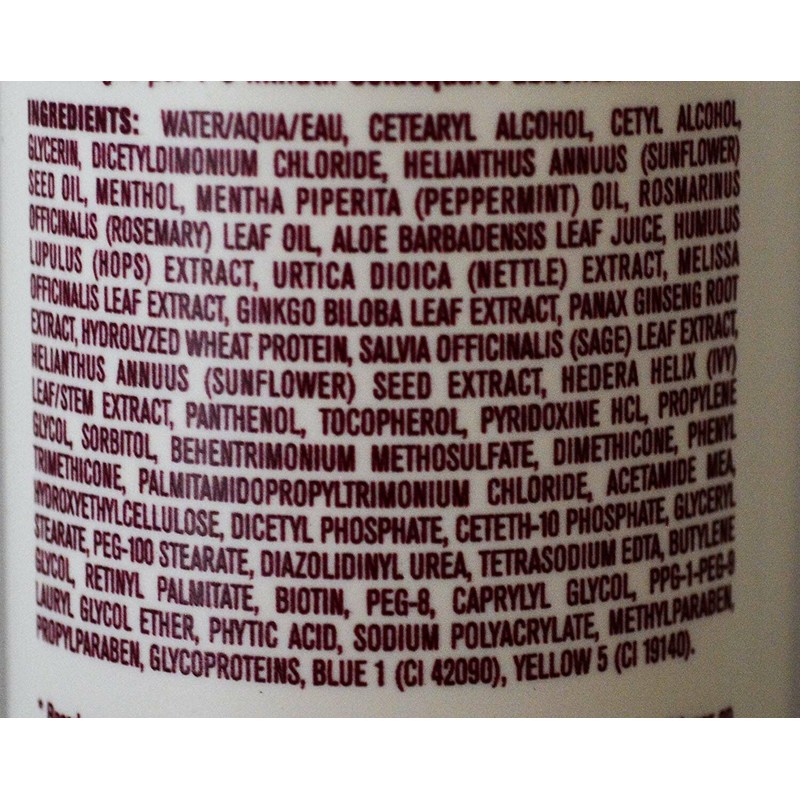 INGREDIENTS: WATER/AQUA/EAU, CETEARYL ALCOHOL, CETYL ALCOHOL,
GLYCERIN, DICETYLDIMONIUM CHLORIDE, HELIANTHUS ANNUUS (SUNFLOWER)
SEED OIL, MENTHOL, MENTHA PIPERITA (PEPPERMINT) OIL, ROSMARINUS
OFFICINALIS (ROSEMARY) LEAF OIL, ALOE BARBADENSIS LEAF JUICE, HUMULUS
LUPULUS (HOPS) EXTRACT, URTICA DIOICA (NETTLE) EXTRACT, MELISSA
OFFICINALIS LEAF EXTRACT, GINKGO BILOBA LEAF EXTRACT, PANAX GINSENG ROOT
EXTRACT, HYDROLYZED WHEAT PROTEIN, SALVIA OFFICINALIS (SAGE) LEAF EXTRACT,
HELIANTHUS ANNUUS (SUNFLOWER) SEED EXTRACT, HEDERA HELIX (IVY)
LEAF/STEM EXTRACT, PANTHENOL, TOCOPHEROL, PYRIDOXINE HCL, PROPYLENE
GLYCOL, SORBITOL, BEHENTRIMONIUM METHOSULFATE, DIMETHICONE, PHENYL
TRIMETHICONE, PALMITAMIDOPROPYLTRIMONIUM CHLORIDE, ACETAMIDE MEA,
HYDROXYETHYLCELLULOSE, DICETYL PHOSPHATE, CETETH-10 PHOSPHATE, GLYCERYL
STEARATE, PEG-100 STEARATE, DIAZOLIDINYL UREA, TETRASODIUM EDTA, BUTYLENE
GLYCOL, RETINYL PALMITATE, BIOTIN, PEG-8, CAPRYLYL GLYCOL, PPG-1-PEG-9
LAURYL GLYCOL ETHER, PHYTIC ACID, SODIUM POLYACRYLATE, METHYLPARABEN,
PROPYLPARABEN, GLYCOPROTEINS, BLUE 1 (CI 42090), YELLOW 5 (CI 19140).